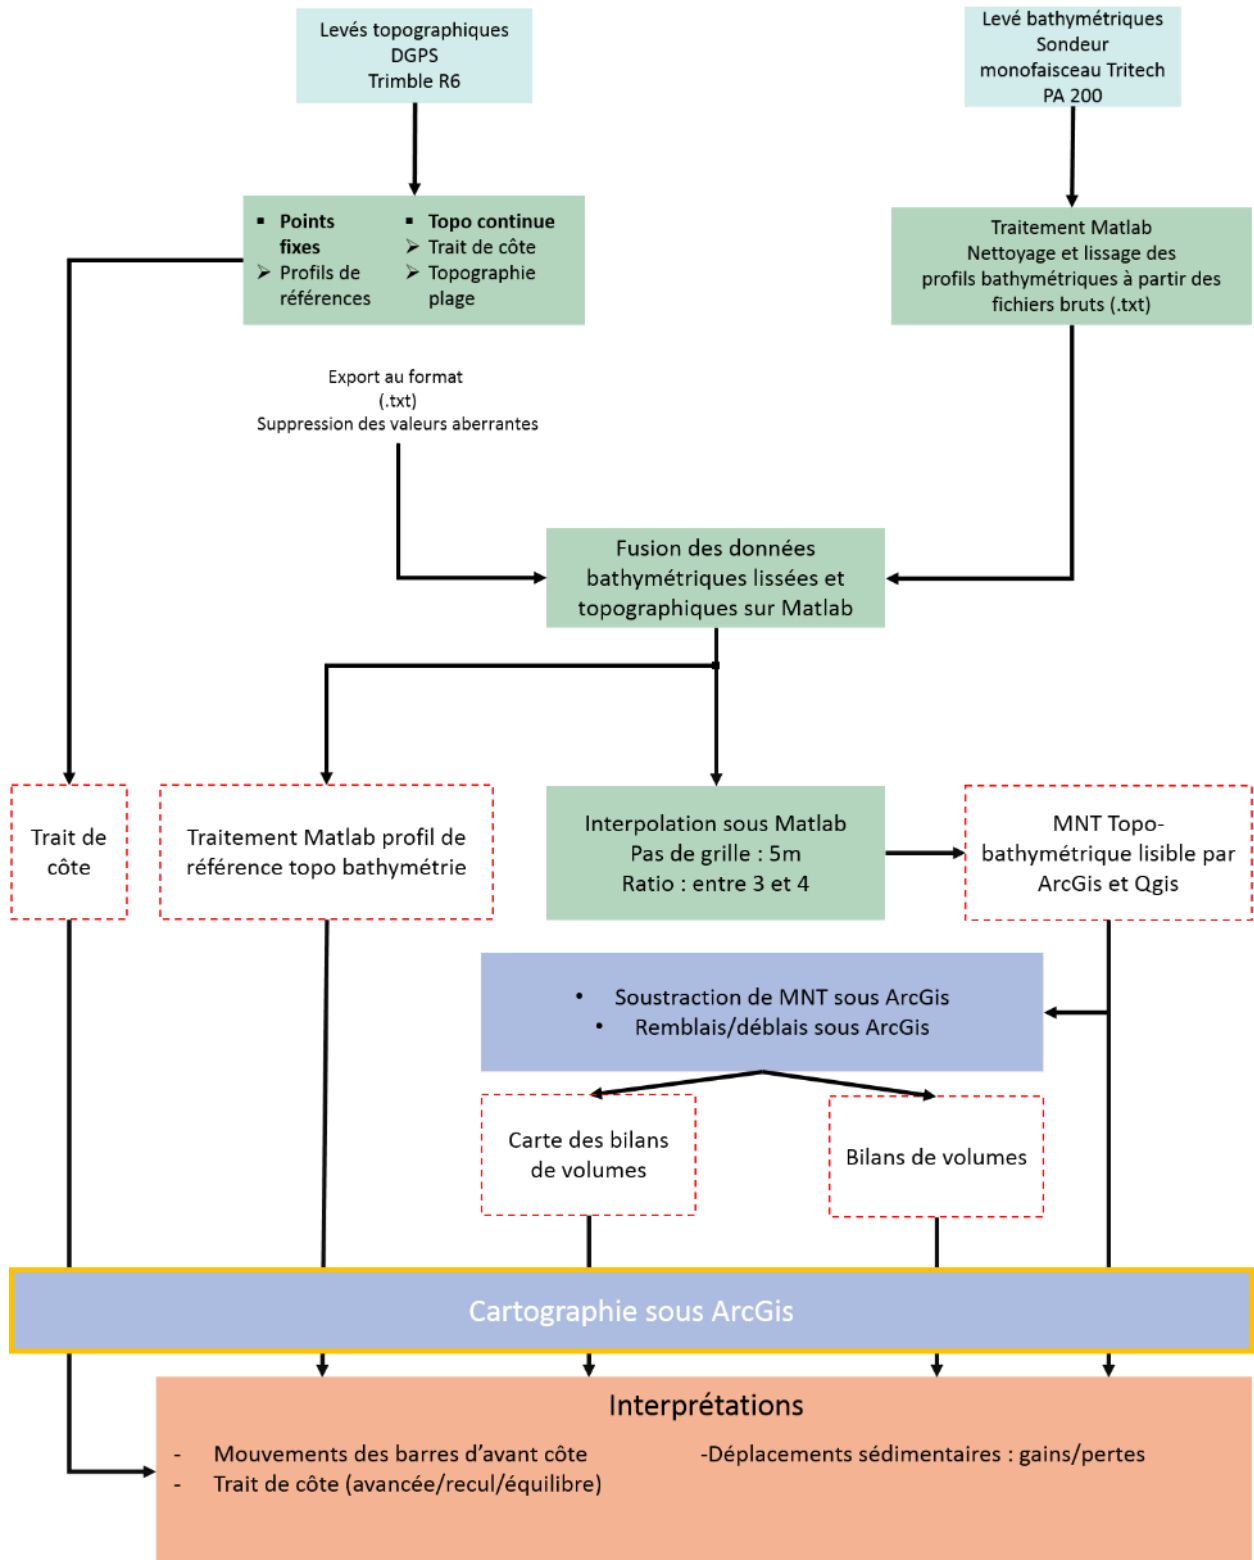 Levés topographiques
DGPS
Trimble R6
Levé bathymétriques
Sondeur
monofaisceau Tritech
PA 200
▪ Points
fixes
➢ Profils de
références
▪ Topo continue
➢ Trait de côte
➢ Topographie
plage
Traitement Matlab
Nettoyage et lissage des
profils bathymétriques à partir des
fichiers bruts (.txt)
Export au format
(.txt)
Suppression des valeurs aberrantes
Fusion des données
bathymétriques lissées et
topographiques sur Matlab
Trait de
côte
Traitement Matlab profil de
référence topo bathymétrie
Interpolation sous Matlab
Pas de grille : 5m
Ratio : entre 3 et 4
MNT Topo-
bathymétrique lisible par
ArcGis et Qgis
• Soustraction de MNT sous ArcGis
• Remblais/déblais sous ArcGis
Carte des bilans
de volumes
Bilans de volumes
Cartographie sous ArcGis
Interprétations
- Mouvements des barres d'avant côte
- Trait de côte (avancée/recul/équilibre)
-Déplacements sédimentaires : gains/pertes